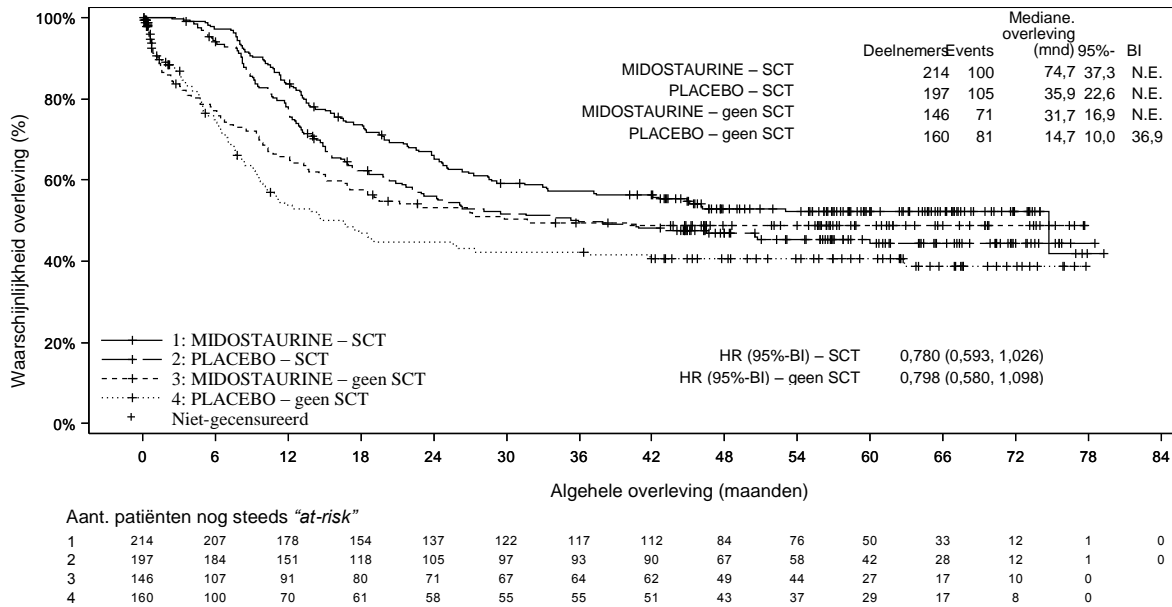 Mediane.
overleving
Deelnemers Events (mnd) 95%- BI
MIDOSTAURINE – SCT 214 100 74,7 37,3 N.E.
PLACEBO – SCT 197 105 35,9 22,6 N.E.
MIDOSTAURINE – geen SCT 146 71 31,7 16,9 N.E.
PLACEBO – geen SCT 160 81 14,7 10,0 36,9
Waarschijnlijkheid overleving (%)
100%
80%
60%
40%
20%
0%
1: MIDOSTAURINE – SCT
2: PLACEBO – SCT
3: MIDOSTAURINE – geen SCT
4: PLACEBO – geen SCT
Niet-gecensureerd
HR (95%-BI) – SCT 0,780 (0,593, 1,026)
HR (95%-BI) – geen SCT 0,798 (0,580, 1,098)
0 6 12 18 24 30 36 42 48 54 60 66 72 78 84
Algehele overleving (maanden)
Aant. patiënten nog steeds “at-risk”
1 214 207 178 154 137 122 117 112 84 76 50 33 12 1 0
2 197 184 151 118 105 97 93 90 67 58 42 28 12 1 0
3 146 107 91 80 71 67 64 62 49 44 27 17 10 0
4 160 100 70 61 58 55 55 51 43 37 29 17 8 0